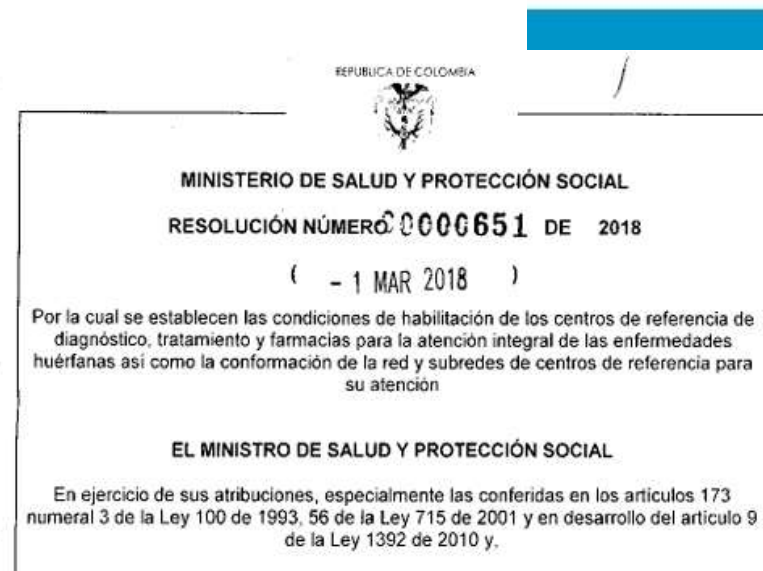 REPUBLICA DE COLOMBIA
MINISTERIO DE SALUD Y PROTECCIÓN SOCIAL
RESOLUCIÓN NÚMERO 00000651 DE 2018
( - 1 MAR 2018 )
Por la cual se establecen las condiciones de habilitación de los centros de referencia de
diagnóstico, tratamiento y farmacias para la atención integral de las enfermedades
huérfanas así como la conformación de la red y subredes de centros de referencia para
su atención
EL MINISTRO DE SALUD Y PROTECCIÓN SOCIAL
En ejercicio de sus atribuciones, especialmente las conferidas en los articulos 173
numeral 3 de la Ley 100 de 1993, 56 de la Ley 715 de 2001 y en desarrollo del articulo 9
de la Ley 1392 de 2010 y,